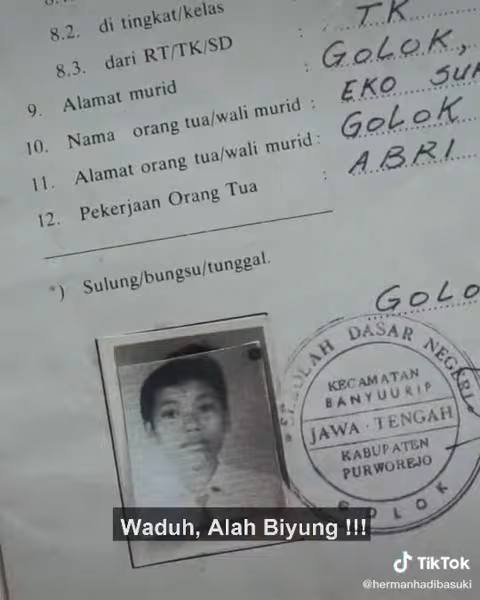 8.2. di tingkat/kelas : TK
8.3. dari RT/TK/SD
9. Alamat murid : GOLOK,
10. Nama orang tua/wali murid : EKO
11. Alamat orang tua/wali murid : GOLOK
12. Pekerjaan Orang Tua : ABRI
*) Sulung/bungsu/tunggal.
GOLO
SEKOLAH DASAR NEGERI
KECAMATAN
BANYUURIP
JAWA - TENGAH
KABUPATEN
PURWOREJO
GOLOK
Waduh, Alah Biyung !!!
TikTok
@hermanhadibasuki